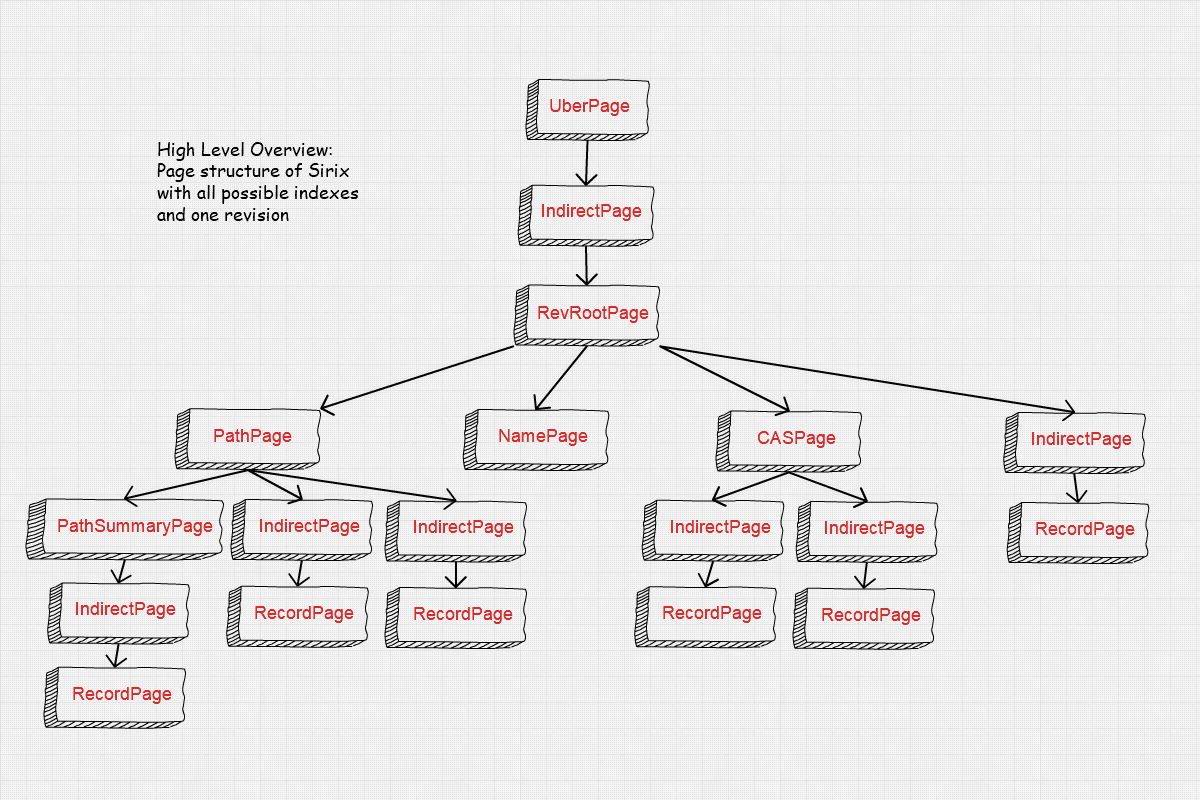 UberPage
High Level Overview:
Page structure of Sirix
with all possible indexes
and one revision
IndirectPage
RevRootPage
PathPage
NamePage
CASPage
IndirectPage
PathSummaryPage
IndirectPage
IndirectPage
IndirectPage
IndirectPage
RecordPage
IndirectPage
RecordPage
RecordPage
RecordPage
RecordPage
RecordPage